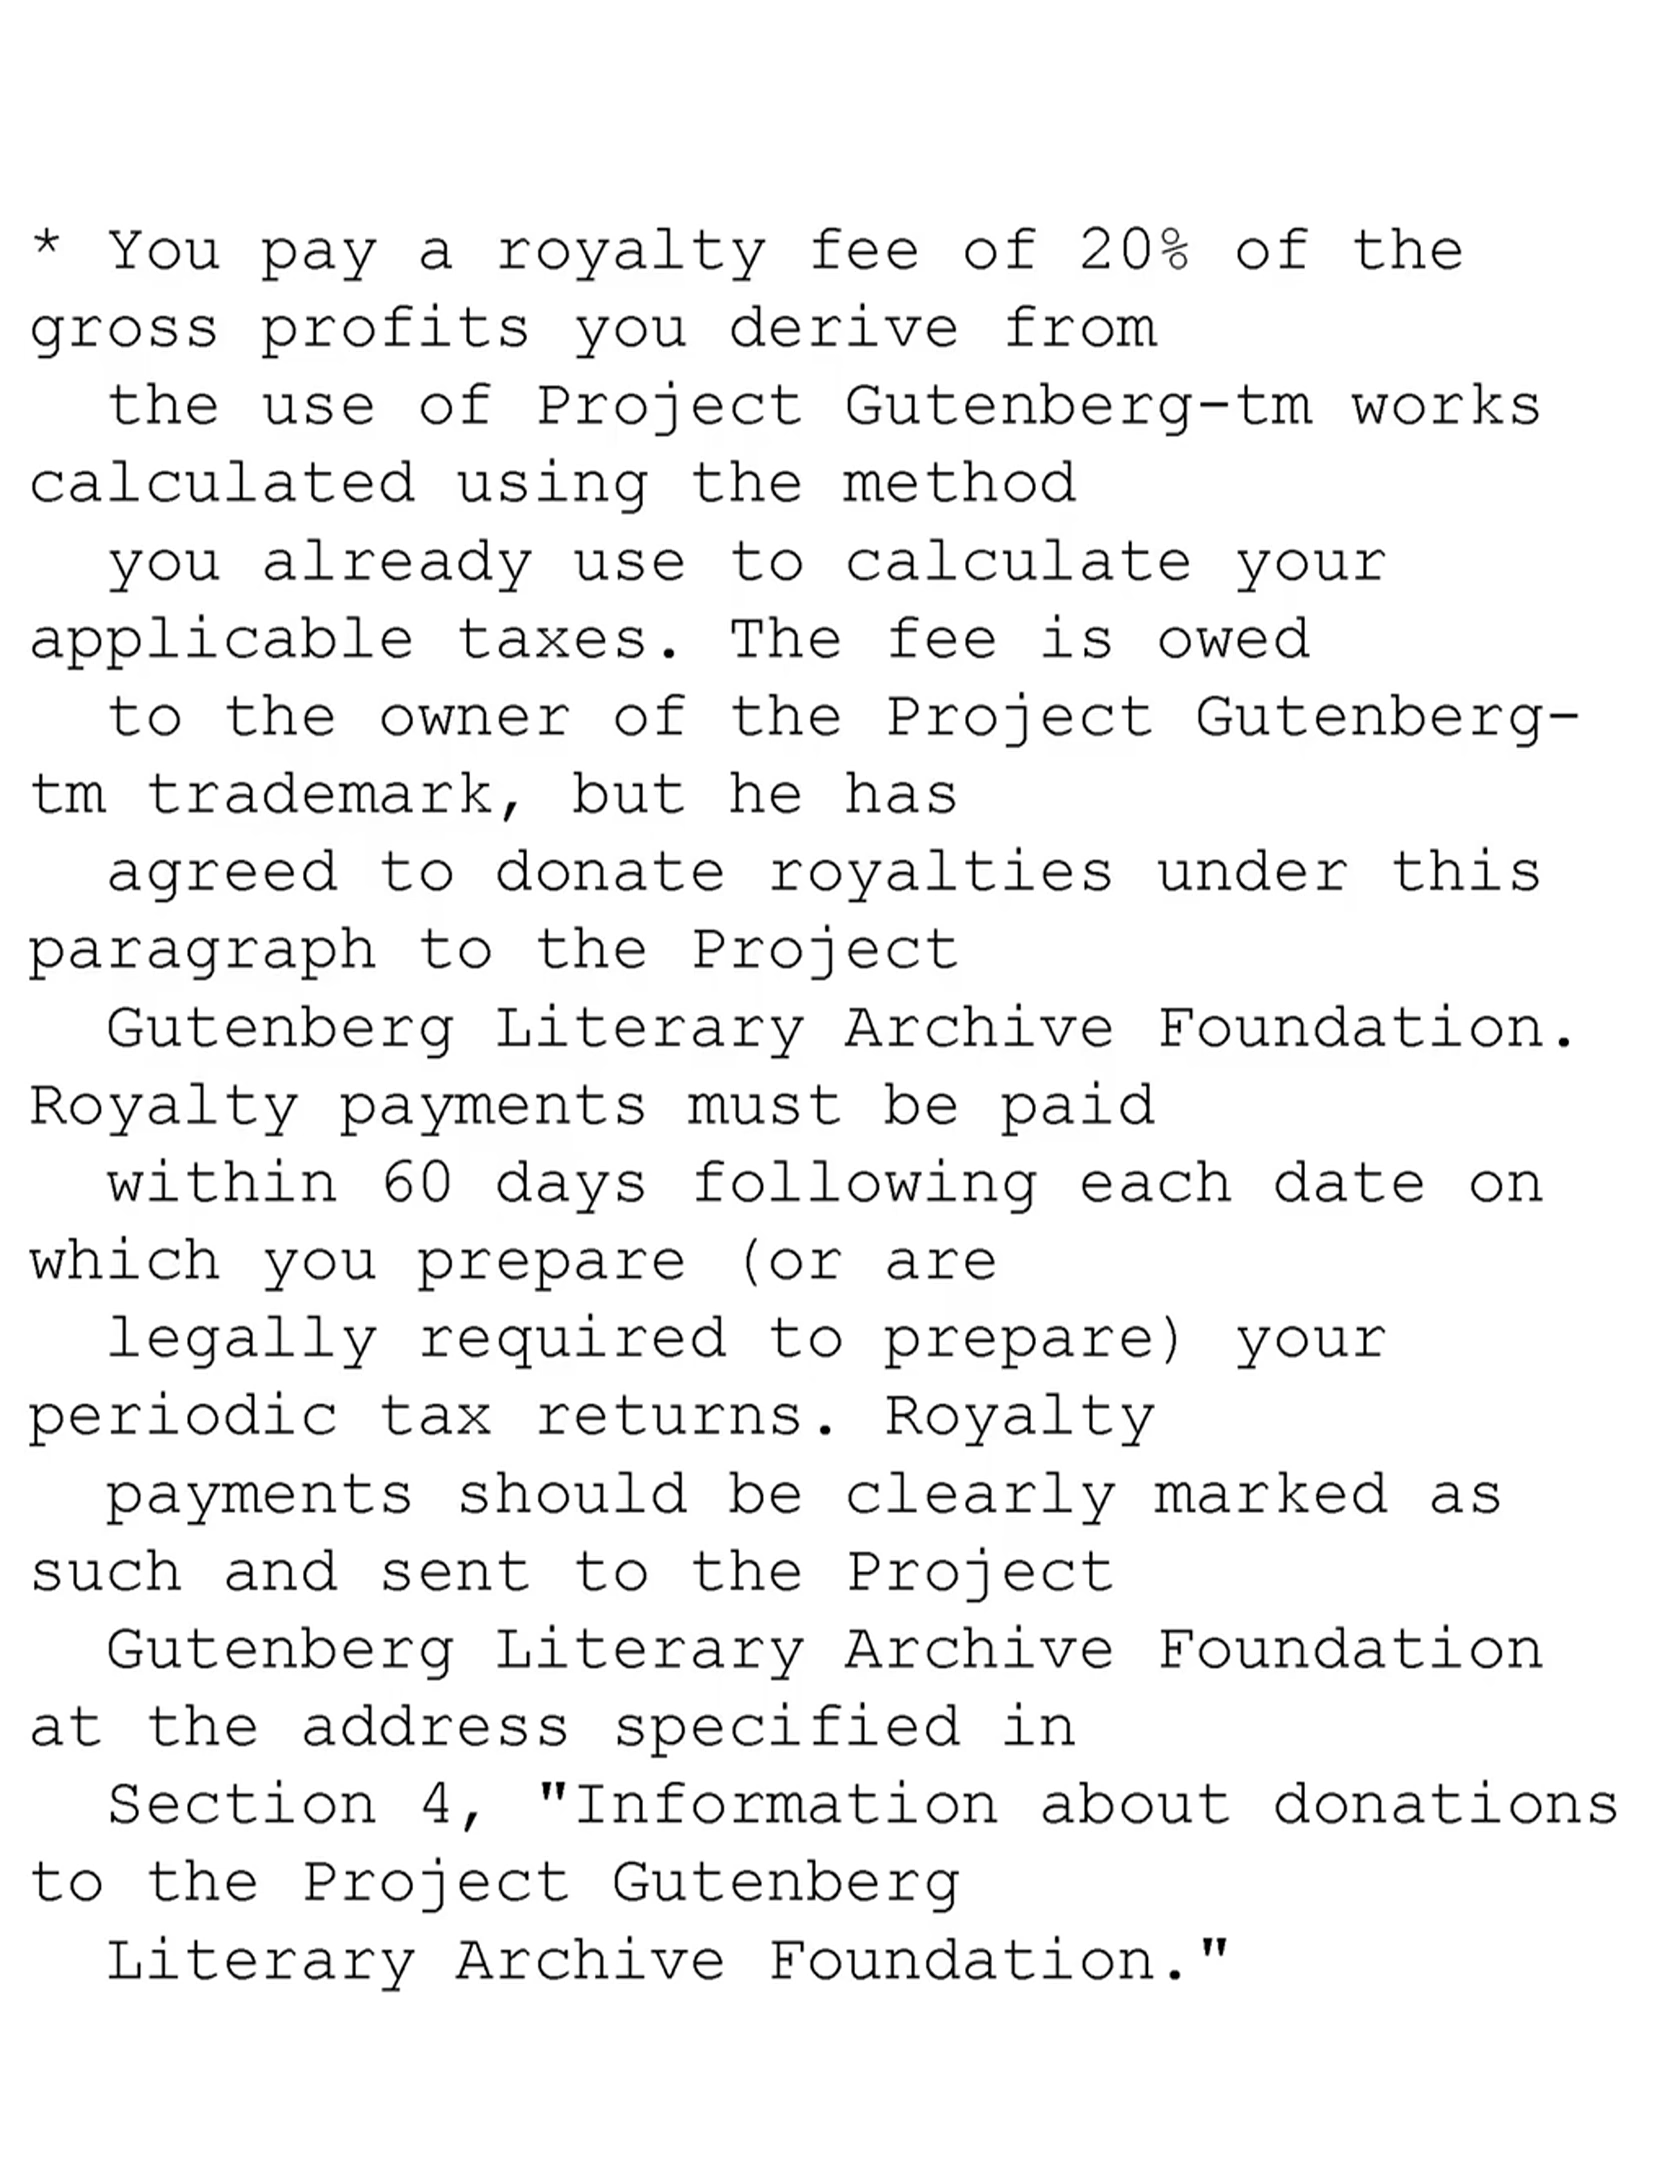 * You pay a royalty fee of 20% of the
gross profits you derive from
  the use of Project Gutenberg-tm works
calculated using the method
  you already use to calculate your
applicable taxes. The fee is owed
  to the owner of the Project Gutenberg-
tm trademark, but he has
  agreed to donate royalties under this
paragraph to the Project
  Gutenberg Literary Archive Foundation.
Royalty payments must be paid
  within 60 days following each date on
which you prepare (or are
  legally required to prepare) your
periodic tax returns. Royalty
  payments should be clearly marked as
such and sent to the Project
  Gutenberg Literary Archive Foundation
at the address specified in
  Section 4, "Information about donations
to the Project Gutenberg
  Literary Archive Foundation."